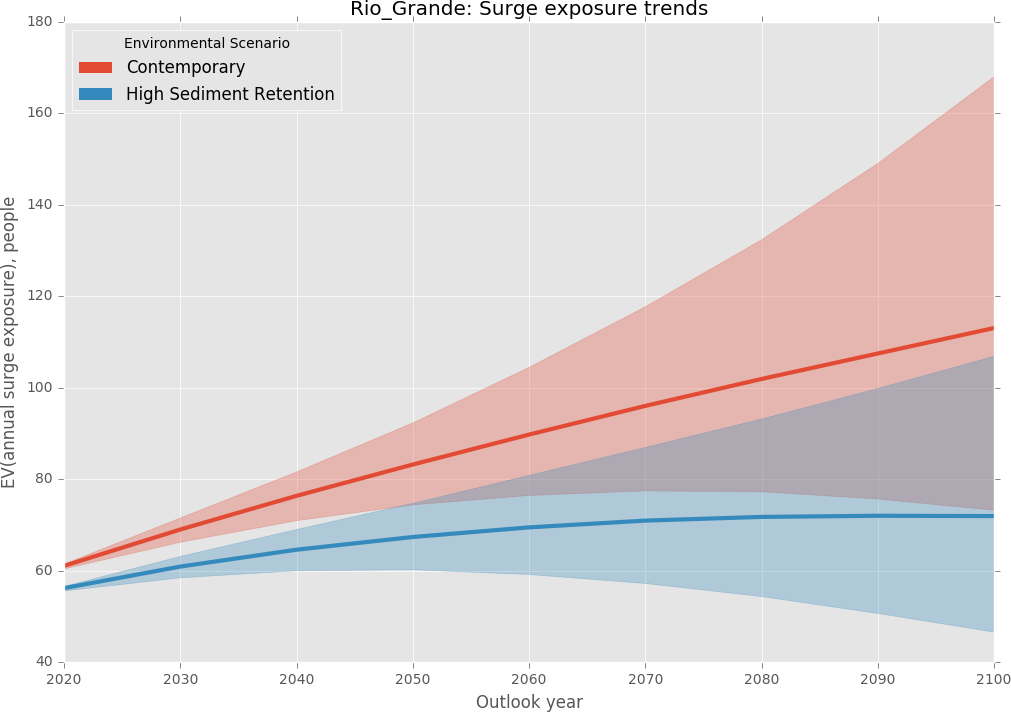 Rio_Grande: Surge exposure trends
Environmental Scenario
Contemporary
High Sediment Retention
EV(annual surge exposure), people
180
160
140
120
100
80
60
40
2020 2030 2040 2050 2060 2070 2080 2090 2100
Outlook year